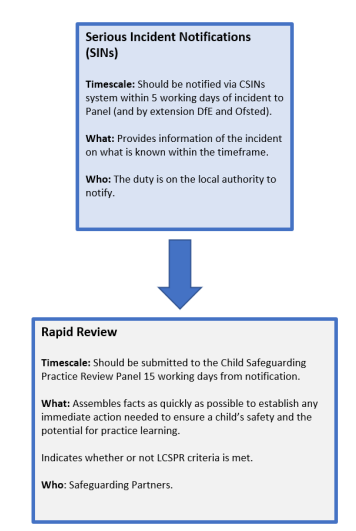 Serious Incident Notifications
(SINs)
Timescale: Should be notified via CSINs
system within 5 working days of incident to
Panel (and by extension DfE and Ofsted).
What: Provides information of the incident
on what is known within the timeframe.
Who: The duty is on the local authority to
notify.
Rapid Review
Timescale: Should be submitted to the Child Safeguarding
Practice Review Panel 15 working days from notification.
What: Assembles facts as quickly as possible to establish any
immediate action needed to ensure a child's safety and the
potential for practice learning.
Indicates whether or not LCSPR criteria is met.
Who: Safeguarding Partners.